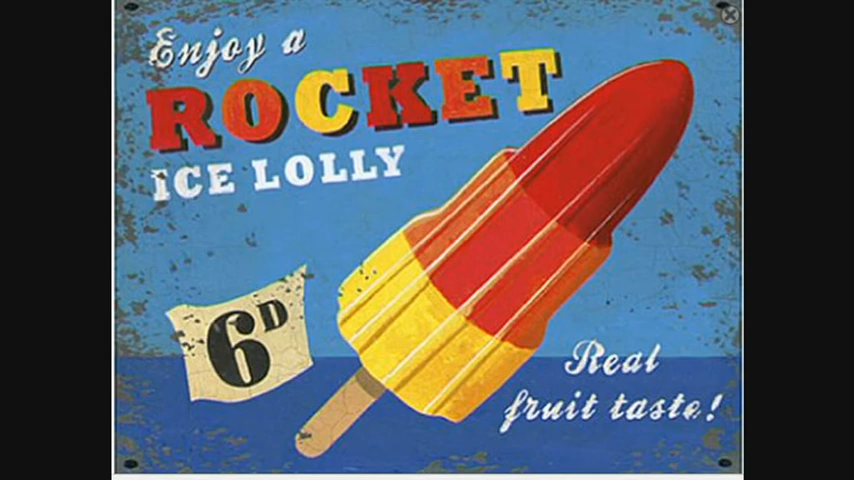 Enjoy a
ROCKET
ICE LOLLY
6D
Real
fruit taste!